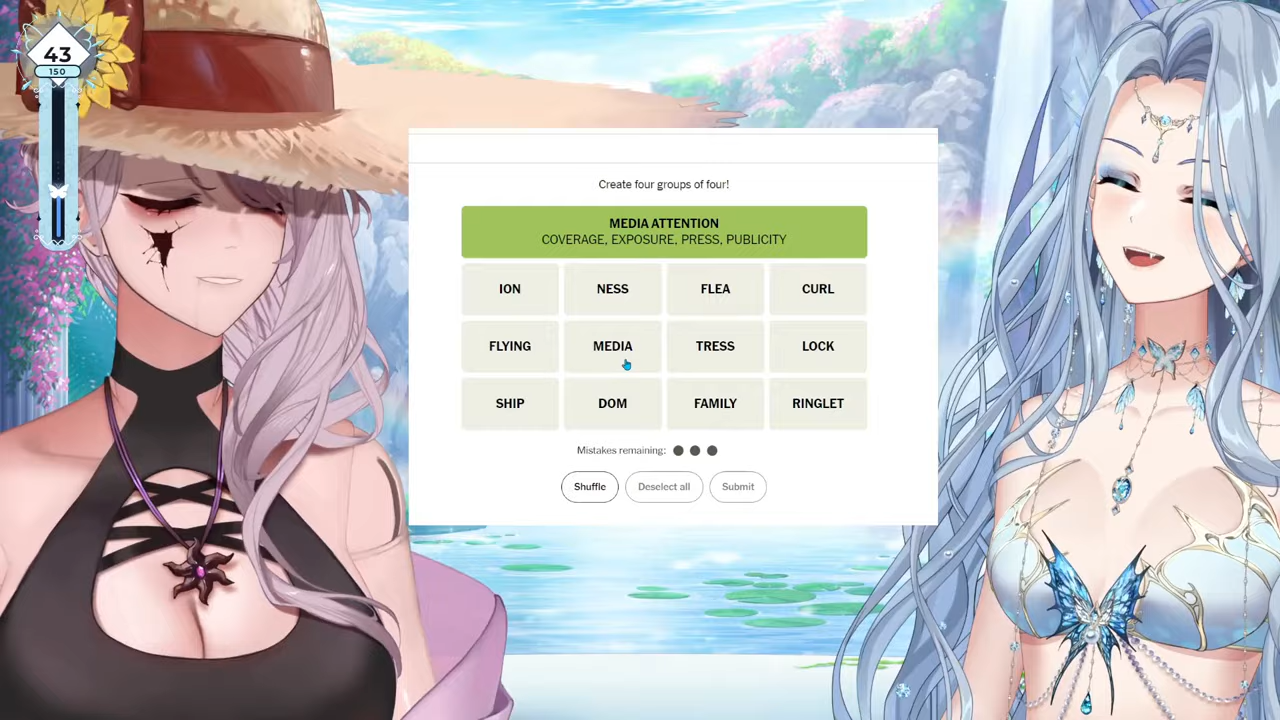 43
150
Create four groups of four!
MEDIA ATTENTION
COVERAGE, EXPOSURE, PRESS, PUBLICITY
ION NESS FLEA CURL
FLYING MEDIA TRESS LOCK
SHIP DOM FAMILY RINGLET
Mistakes remaining:
Shuffle Deselect all Submit